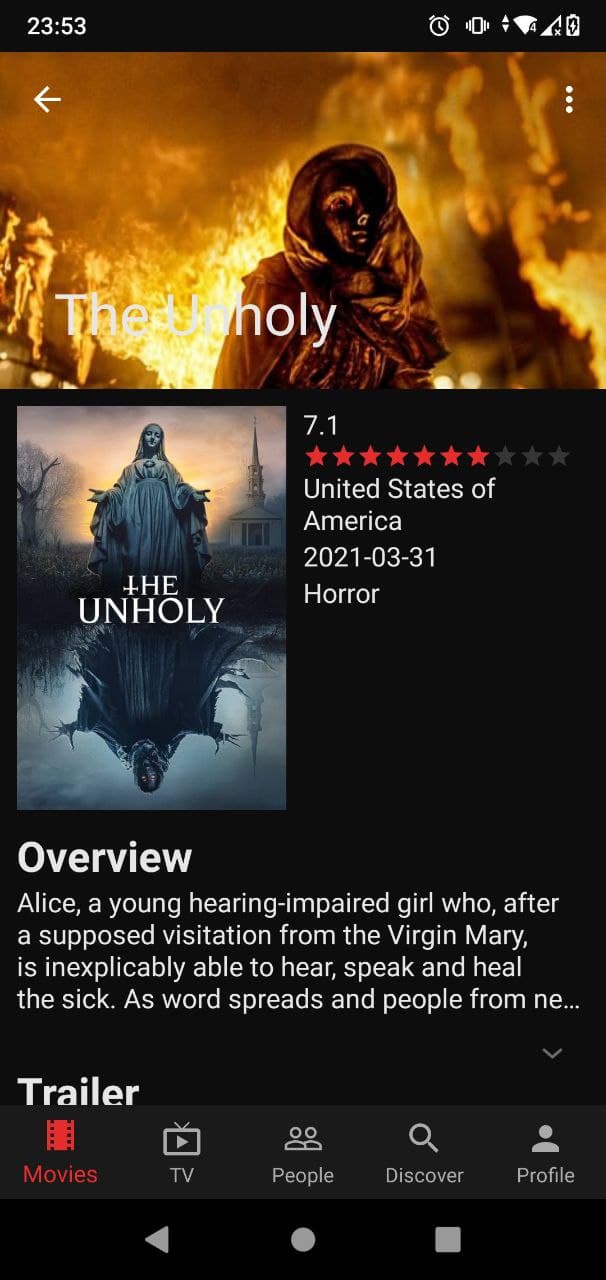 23:53
The Unholy
7.1
United States of
America
2021-03-31
Horror
THE
UNHOLY
Overview
Alice, a young hearing-impaired girl who, after
a supposed visitation from the Virgin Mary,
is inexplicably able to hear, speak and heal
the sick. As word spreads and people from ne…
Trailer
Movies
TV
People
Discover
Profile